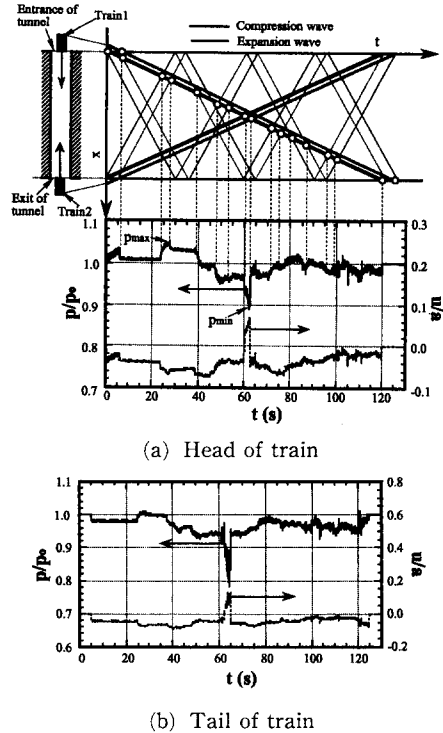 Entrance of
tunnel
Train1
Compression wave
Expansion wave
t
x
Exit of
tunnel
Train2
1.1
1.0
0.9
0.8
0.7
p/p₀
pmax
pmin
0.3
0.2
0.1
-0.0
-0.1
u/a
0 20 40 60 80 100 120
t (s)
(a) Head of train
1.1
1.0
0.9
0.8
0.7
0.6
p/p₀
0.8
0.6
0.4
0.2
-0.0
-0.2
u/a
0 20 40 60 80 100 120
t (s)
(b) Tail of train